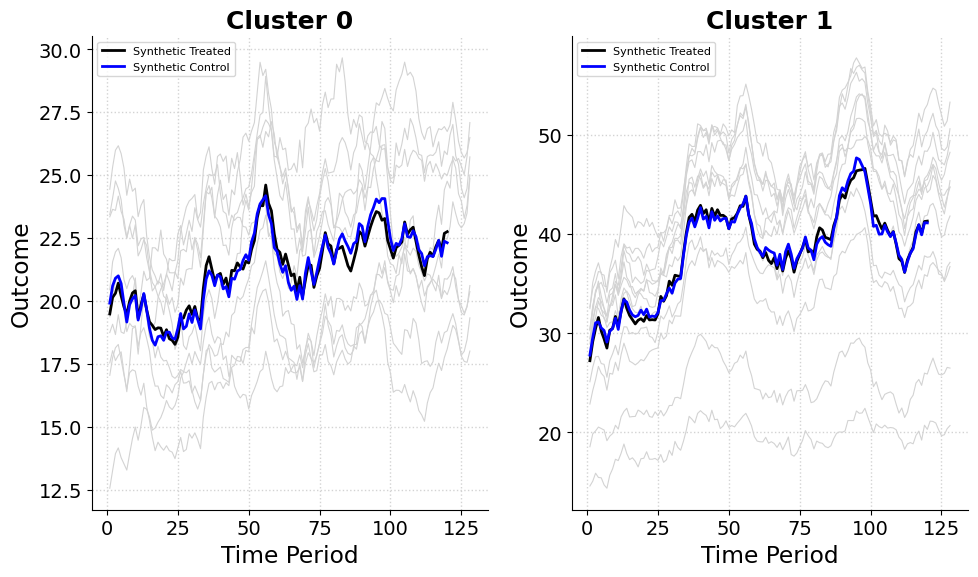 Cluster 0
Synthetic Treated
Synthetic Control
30.0
27.5
25.0
22.5
20.0
17.5
15.0
12.5
Outcome
0
25
50
75
100
125
Time Period
Cluster 1
Synthetic Treated
Synthetic Control
50
40
30
20
Outcome
0
25
50
75
100
125
Time Period